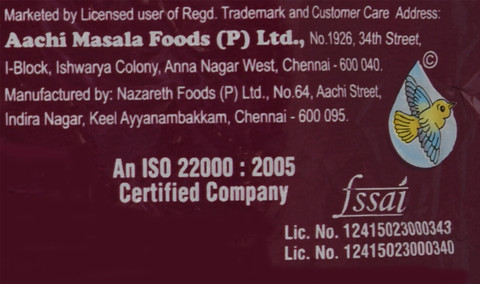 Marketed by Licensed user of Regd. Trademark and Customer Care Address:
Aachi Masala Foods (P) Ltd., No.1926, 34th Street,
I-Block, Ishwarya Colony, Anna Nagar West, Chennai - 600 040.
Manufactured by: Nazareth Foods (P) Ltd., No.64, Aachi Street,
Indira Nagar, Keel Ayyanambakkam, Chennai - 600 095.
©
An ISO 22000 : 2005
Certified Company
fssai
Lic. No. 12415023000343
Lic. No. 12415023000340